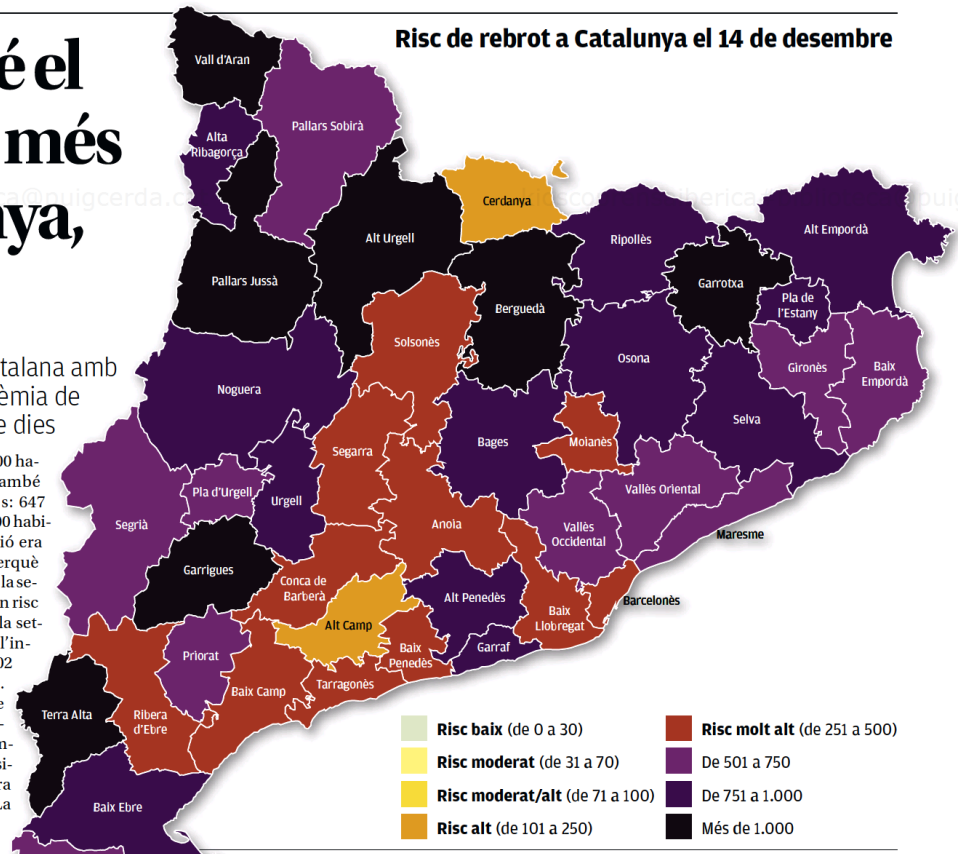 é el
més
nya,
talana amb
èmia de
e dies
00 ha-
ambé
s: 647
00 habi-
ió era
erquè
la se-
n risc
la set-
l'in-
02
Risc de rebrot a Catalunya el 14 de desembre
Vall d'Aran
Pallars Sobirà
Alta
Ribagorça
Cerdanya
Alt Urgell
Ripollès
Alt Empordà
Pallars Jussà
Garrotxa
Berguedà
Pla de
l'Estany
Solsonès
Osona
Gironès
Baix
Empordà
Noguera
Selva
Bages
Moianès
Segarra
Pla d'Urgell
Urgell
Vallès Oriental
Segrià
Anoia
Vallès
Occidental
Maresme
Garrigues
Conca de
Barberà
Alt Penedès
Barcelonès
Baix
Llobregat
Alt Camp
Garraf
Baix
Penedès
Priorat
Tarragonès
Baix Camp
Terra Alta
Ribera
d'Ebre
Baix Ebre
Risc baix (de 0 a 30)
Risc moderat (de 31 a 70)
Risc moderat/alt (de 71 a 100)
Risc alt (de 101 a 250)
Risc molt alt (de 251 a 500)
De 501 a 750
De 751 a 1.000
Més de 1.000